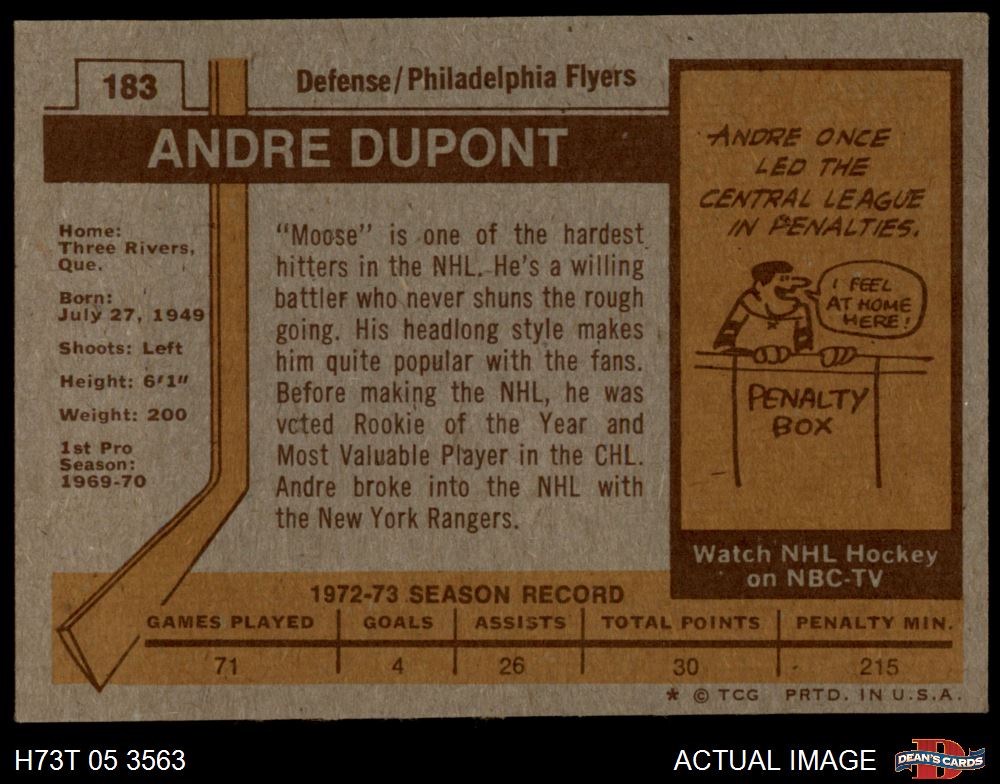 183
Defense/Philadelphia Flyers
ANDRE DUPONT
Home:
Three Rivers,
Que.
Born:
July 27, 1949
Shoots: Left
Height: 6'1"
Weight: 200
1st Pro
Season:
1969-70
"Moose" is one of the hardest
hitters in the NHL. He's a willing
battler who never shuns the rough
going. His headlong style makes
him quite popular with the fans.
Before making the NHL, he was
vcted Rookie of the Year and
Most Valuable Player in the CHL.
Andre broke into the NHL with
the New York Rangers.
ANDRE ONCE
LED THE
CENTRAL LEAGUE
IN PENALTIES.
I FEEL
AT HOME
HERE!
PENALTY
BOX
Watch NHL Hockey
on NBC-TV
1972-73 SEASON RECORD
GAMES PLAYED GOALS ASSISTS TOTAL POINTS PENALTY MIN.
71 4 26 30 215
* © TCG PRTD. IN U.S.A.
H73T 05 3563
ACTUAL IMAGE
D
DEAN'S CARDS